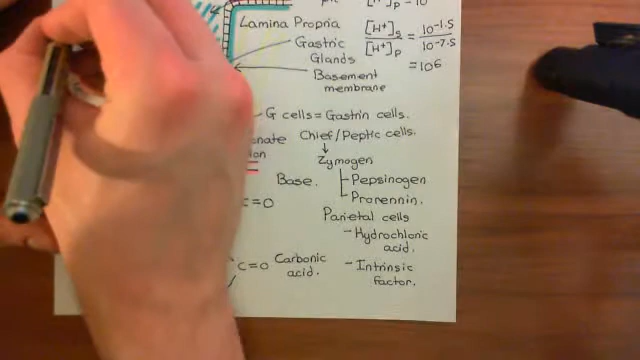 [H⁺]p = 10
Lamina Propria
[H⁺]s / [H⁺]p = 10^-1.5 / 10^-7.5
= 10⁶
Gastric
Glands
Basement
membrane
G cells = Gastrin cells.
Chief/Peptic cells.
↓
Zymogen
Base.
- Pepsinogen
- Prorennin.
C=O
Parietal cells
- Hydrochloric
acid.
C=O Carbonic
acid.
- Intrinsic
factor.